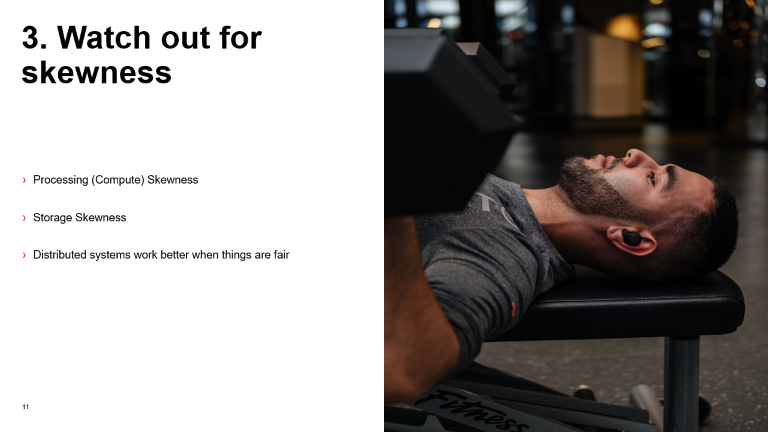 3. Watch out for
skewness
› Processing (Compute) Skewness
› Storage Skewness
› Distributed systems work better when things are fair
11
Fitness